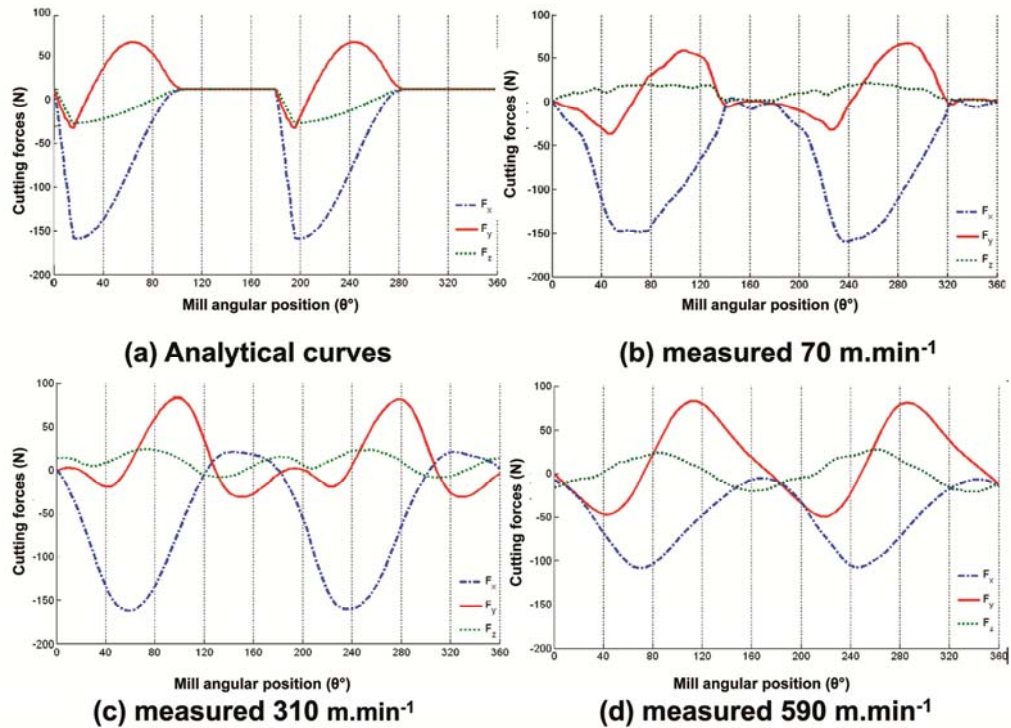 100
50
0
-50
-100
-150
-200
Cutting forces (N)
0 40 80 120 160 200 240 280 320 360
Mill angular position (θ°)
Fx
Fy
Fz
(a) Analytical curves
100
50
0
-50
-100
-150
-200
Cutting forces (N)
0 40 80 120 160 200 240 280 320 360
Mill angular position (θ°)
Fx
Fy
Fz
(b) measured 70 m.min-1
100
50
0
-50
-100
-150
-200
Cutting forces (N)
0 40 80 120 160 200 240 280 320 360
Mill angular position (θ°)
Fx
Fy
Fz
(c) measured 310 m.min-1
100
50
0
-50
-100
-150
-200
Cutting forces (N)
0 40 80 120 160 200 240 280 320 360
Mill angular position (θ°)
Fx
Fy
Fz
(d) measured 590 m.min-1